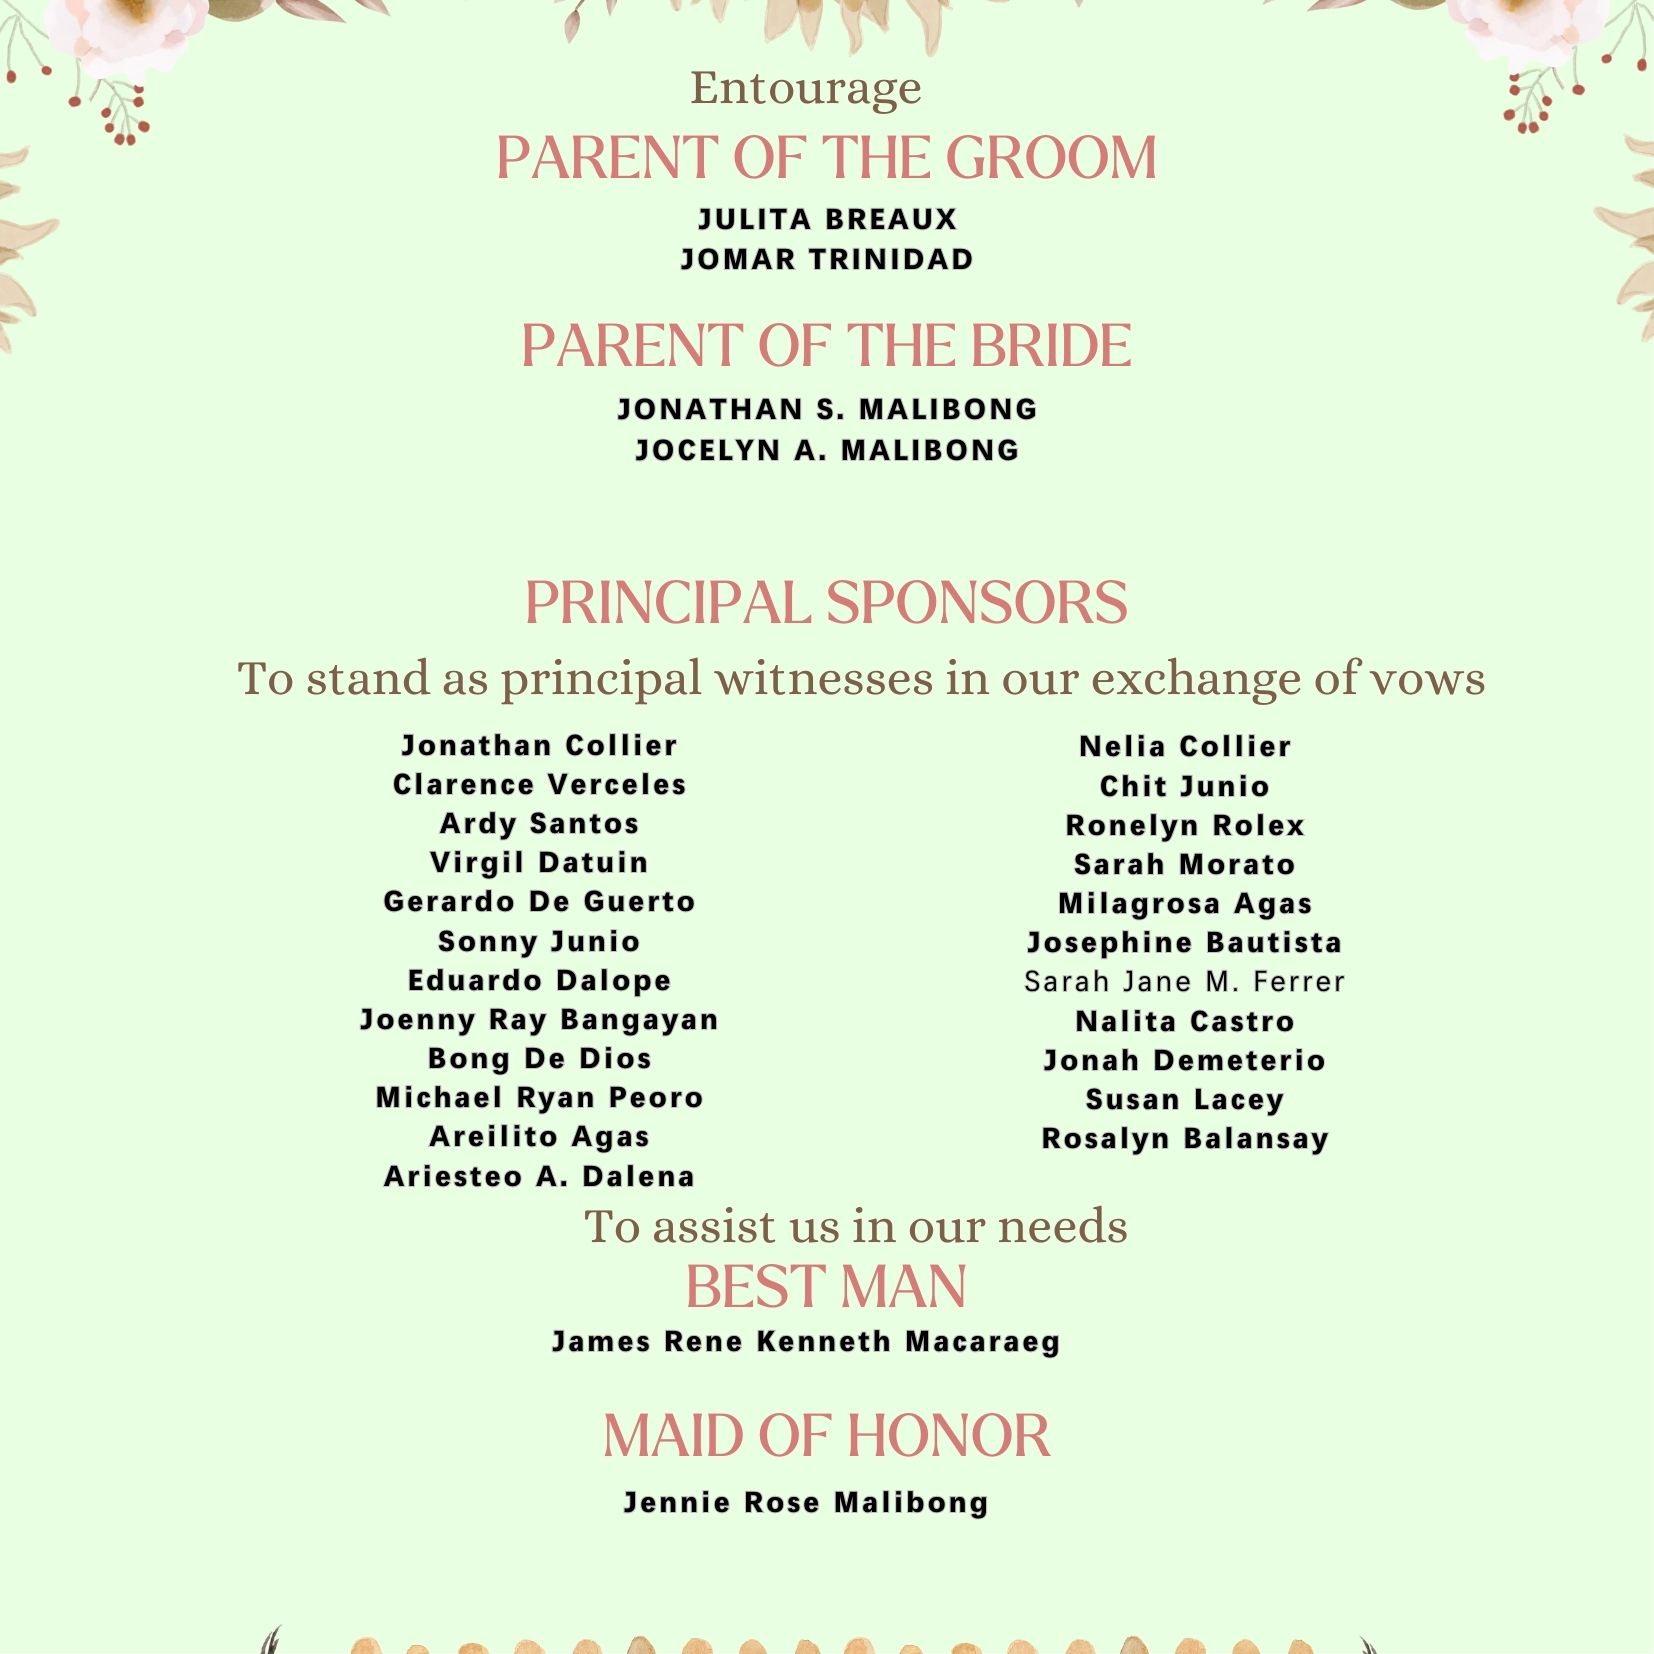 Entourage
PARENT OF THE GROOM
JULITA BREAUX
JOMAR TRINIDAD
PARENT OF THE BRIDE
JONATHAN S. MALIBONG
JOCELYN A. MALIBONG
PRINCIPAL SPONSORS
To stand as principal witnesses in our exchange of vows
Jonathan Collier
Clarence Verceles
Ardy Santos
Virgil Datuin
Gerardo De Guerto
Sonny Junio
Eduardo Dalope
Joenny Ray Bangayan
Bong De Dios
Michael Ryan Peoro
Areilito Agas
Ariesteo A. Dalena
Nelia Collier
Chit Junio
Ronelyn Rolex
Sarah Morato
Milagrosa Agas
Josephine Bautista
Sarah Jane M. Ferrer
Nalita Castro
Jonah Demeterio
Susan Lacey
Rosalyn Balansay
To assist us in our needs
BEST MAN
James Rene Kenneth Macaraeg
MAID OF HONOR
Jennie Rose Malibong